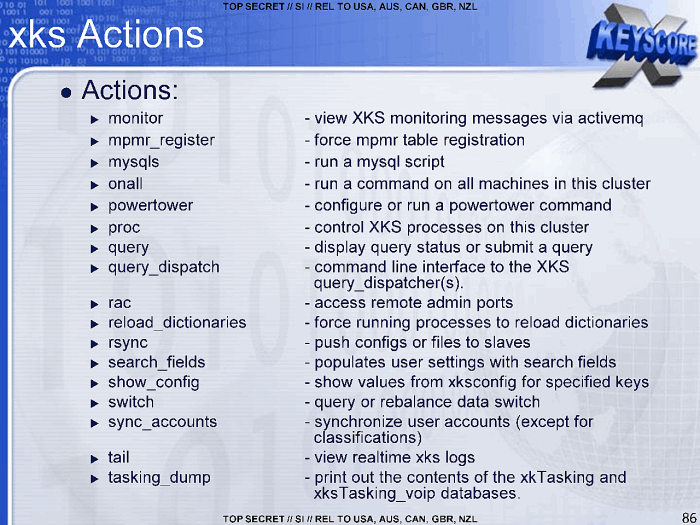 TOP SECRET // SI // REL TO USA, AUS, CAN, GBR, NZL
xks Actions
X KEYSCORE
Actions:
monitor - view XKS monitoring messages via activemq
mpmr_register - force mpmr table registration
mysqls - run a mysql script
onall - run a command on all machines in this cluster
powertower - configure or run a powertower command
proc - control XKS processes on this cluster
query - display query status or submit a query
query_dispatch - command line interface to the XKS
query_dispatcher(s).
rac - access remote admin ports
reload_dictionaries - force running processes to reload dictionaries
rsync - push configs or files to slaves
search_fields - populates user settings with search fields
show_config - show values from xksconfig for specified keys
switch - query or rebalance data switch
sync_accounts - synchronize user accounts (except for
classifications)
tail - view realtime xks logs
tasking_dump - print out the contents of the xkTasking and
xksTasking_voip databases.
TOP SECRET // SI // REL TO USA, AUS, CAN, GBR, NZL
86